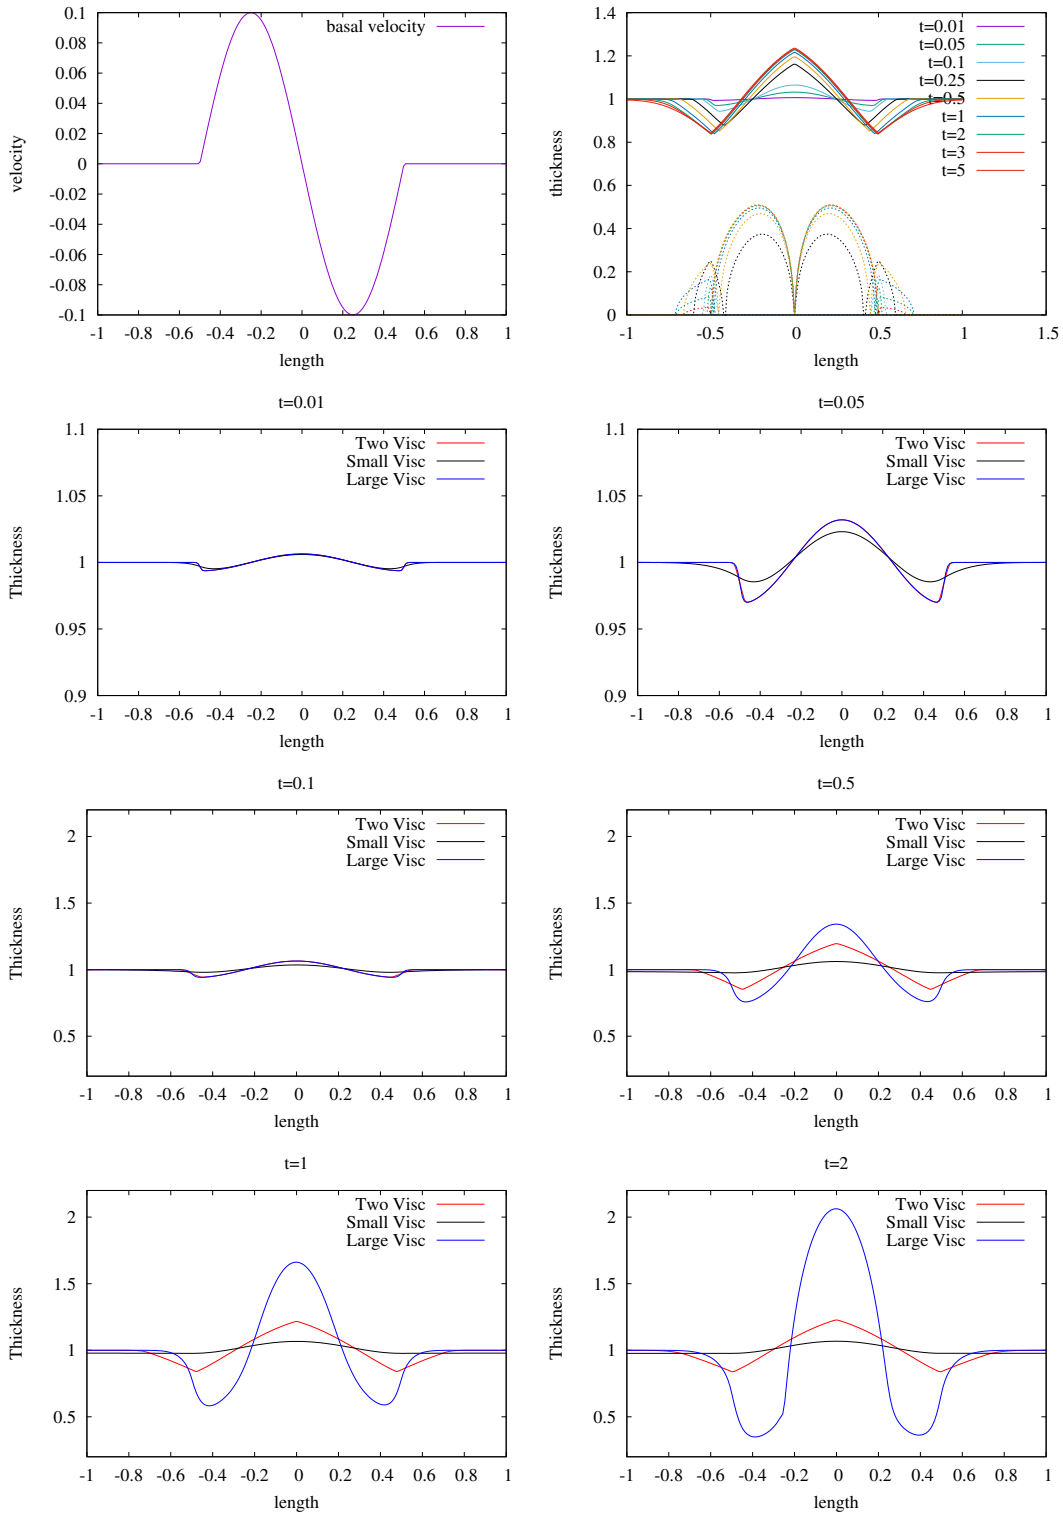 0.1
0.08
0.06
0.04
0.02
0
-0.02
-0.04
-0.06
-0.08
-0.1
-1 -0.8 -0.6 -0.4 -0.2 0 0.2 0.4 0.6 0.8 1
velocity
length
basal velocity
1.4
1.2
1
0.8
0.6
0.4
0.2
0
-1 -0.5 0 0.5 1 1.5
thickness
length
t=0.01
t=0.05
t=0.1
t=0.25
t=0.5
t=1
t=2
t=3
t=5
t=0.01
1.1
1.05
1
0.95
0.9
-1 -0.8 -0.6 -0.4 -0.2 0 0.2 0.4 0.6 0.8 1
Thickness
length
Two Visc
Small Visc
Large Visc
t=0.05
1.1
1.05
1
0.95
0.9
-1 -0.8 -0.6 -0.4 -0.2 0 0.2 0.4 0.6 0.8 1
Thickness
length
Two Visc
Small Visc
Large Visc
t=0.1
2
1.5
1
0.5
-1 -0.8 -0.6 -0.4 -0.2 0 0.2 0.4 0.6 0.8 1
Thickness
length
Two Visc
Small Visc
Large Visc
t=0.5
2
1.5
1
0.5
-1 -0.8 -0.6 -0.4 -0.2 0 0.2 0.4 0.6 0.8 1
Thickness
length
Two Visc
Small Visc
Large Visc
t=1
2
1.5
1
0.5
-1 -0.8 -0.6 -0.4 -0.2 0 0.2 0.4 0.6 0.8 1
Thickness
length
Two Visc
Small Visc
Large Visc
t=2
2
1.5
1
0.5
-1 -0.8 -0.6 -0.4 -0.2 0 0.2 0.4 0.6 0.8 1
Thickness
length
Two Visc
Small Visc
Large Visc